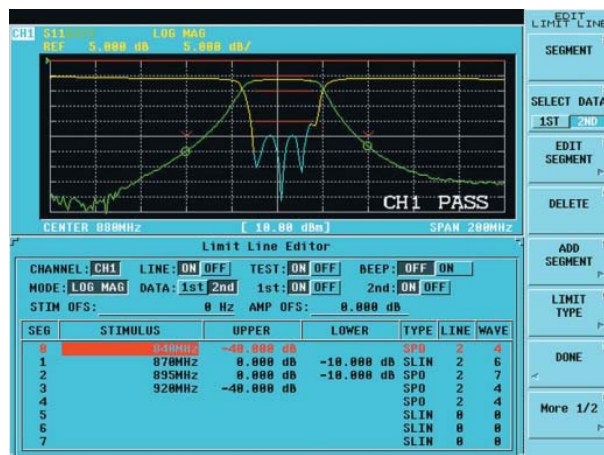 CH1 S11 LOG MAG
REF 5.000 dB 5.000 dB/
CH1 PASS
CENTER 880MHz [ 10.00 dBm] SPAN 200MHz
Limit Line Editor
CHANNEL: CH1 LINE: ON OFF TEST: ON OFF BEEP: OFF ON
MODE: LOG MAG DATA: 1st 2nd 1st: ON OFF 2nd: ON OFF
STIM OFS: 0 Hz AMP OFS: 0.000 dB
SEG STIMULUS UPPER LOWER TYPE LINE WAVE
0 840MHz -40.000 dB SPO 2 4
1 870MHz 0.000 dB -10.000 dB SLIN 2 6
2 895MHz 0.000 dB -10.000 dB SPO 2 7
3 920MHz -40.000 dB SPO 2 4
4 SPO 2 4
5 SLIN 0 0
6 SLIN 0 0
7 SLIN 0 0
EDIT
LIMIT LINE
SEGMENT
SELECT DATA
1ST 2ND
EDIT
SEGMENT
DELETE
ADD
SEGMENT
LIMIT
TYPE
DONE
More 1/2